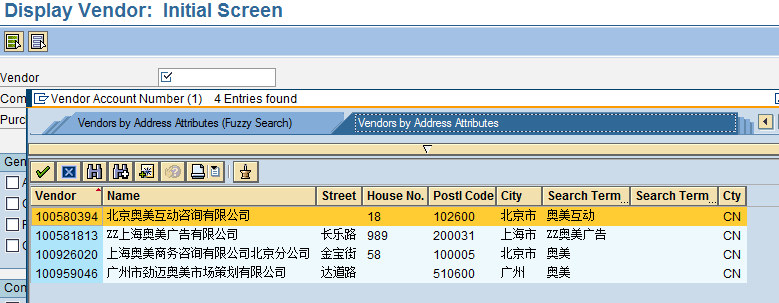 Display Vendor: Initial Screen
Vendor
Com
Vendor Account Number (1) 4 Entries found
Purc
Vendors by Address Attributes (Fuzzy Search) Vendors by Address Attributes
Gen
Vendor Name Street House No. Postl Code City Search Term... Search Term... Cty
100580394 北京奥美互动咨询有限公司 18 102600 北京市 奥美互动 CN
100581813 ZZ上海奥美广告有限公司 长乐路 989 200031 上海市 ZZ奥美广告 CN
100926020 上海奥美商务咨询有限公司北京分公司 金宝街 58 100005 北京市 奥美 CN
100959046 广州市劲迈奥美市场策划有限公司 达道路 510600 广州 奥美 CN
Con